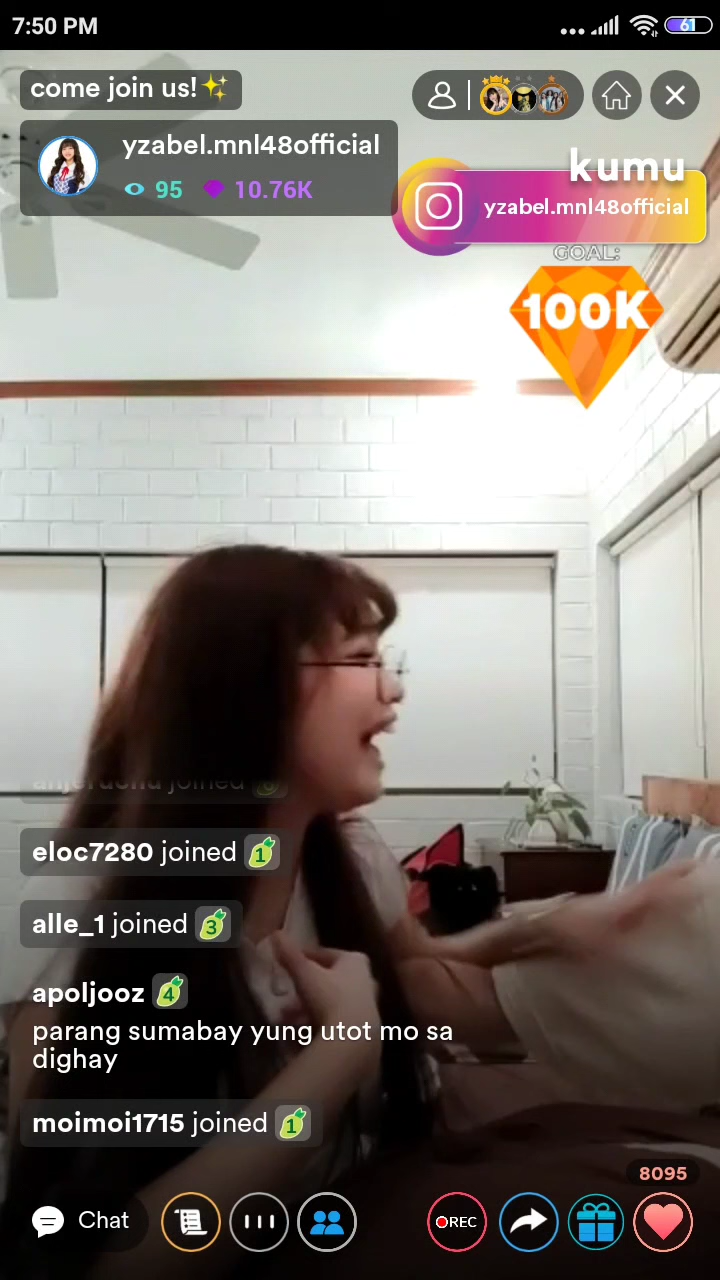 7:50 PM
61
come join us!✨
yzabel.mnl48official
95 10.76K
kumu
yzabel.mnl48official
GOAL:
100K
joined
eloc7280 joined 1
alle_1 joined 3
apoljooz 4
parang sumabay yung utot mo sa
dighay
moimoi1715 joined 1
8095
Chat
REC